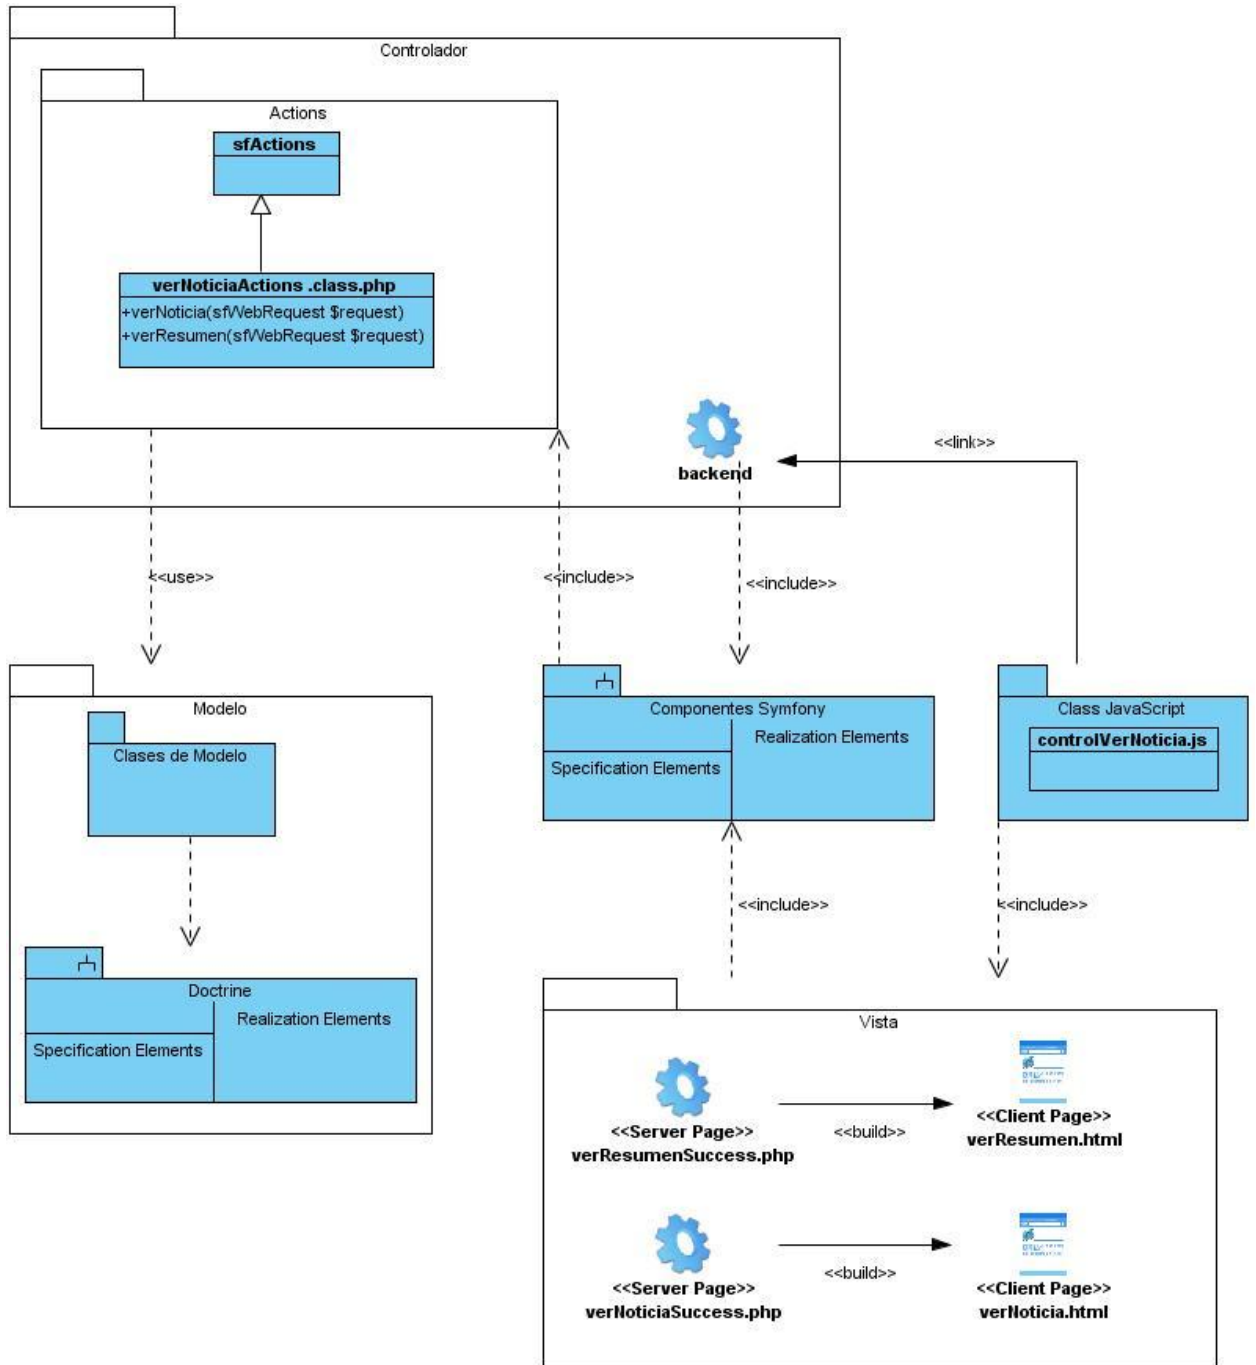 Controlador
Actions
sfActions
verNoticiaActions .class.php
+verNoticia(sfWebRequest $request)
+verResumen(sfWebRequest $request)
backend
<<link>>
<<use>>
<<include>>
<<include>>
Modelo
Clases de Modelo
Doctrine
Realization Elements
Specification Elements
Componentes Symfony
Realization Elements
Specification Elements
Class JavaScript
controlVerNoticia.js
<<include>>
<<include>>
Vista
<<Server Page>>
verResumenSuccess.php
<<build>>
<<Client Page>>
verResumen.html
<<Server Page>>
verNoticiaSuccess.php
<<build>>
<<Client Page>>
verNoticia.html